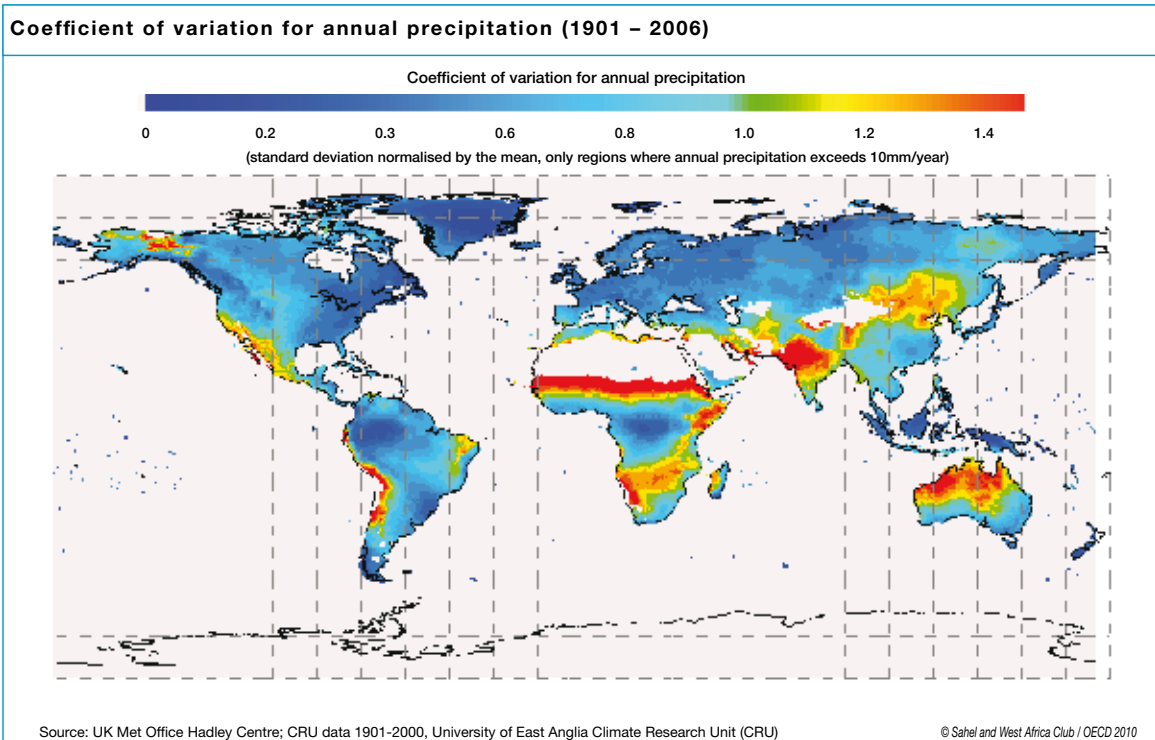 Coefficient of variation for annual precipitation (1901 – 2006)
Coefficient of variation for annual precipitation
0 0.2 0.3 0.6 0.8 1.0 1.2 1.4
(standard deviation normalised by the mean, only regions where annual precipitation exceeds 10mm/year)
Source: UK Met Office Hadley Centre; CRU data 1901-2000, University of East Anglia Climate Research Unit (CRU)
© Sahel and West Africa Club / OECD 2010